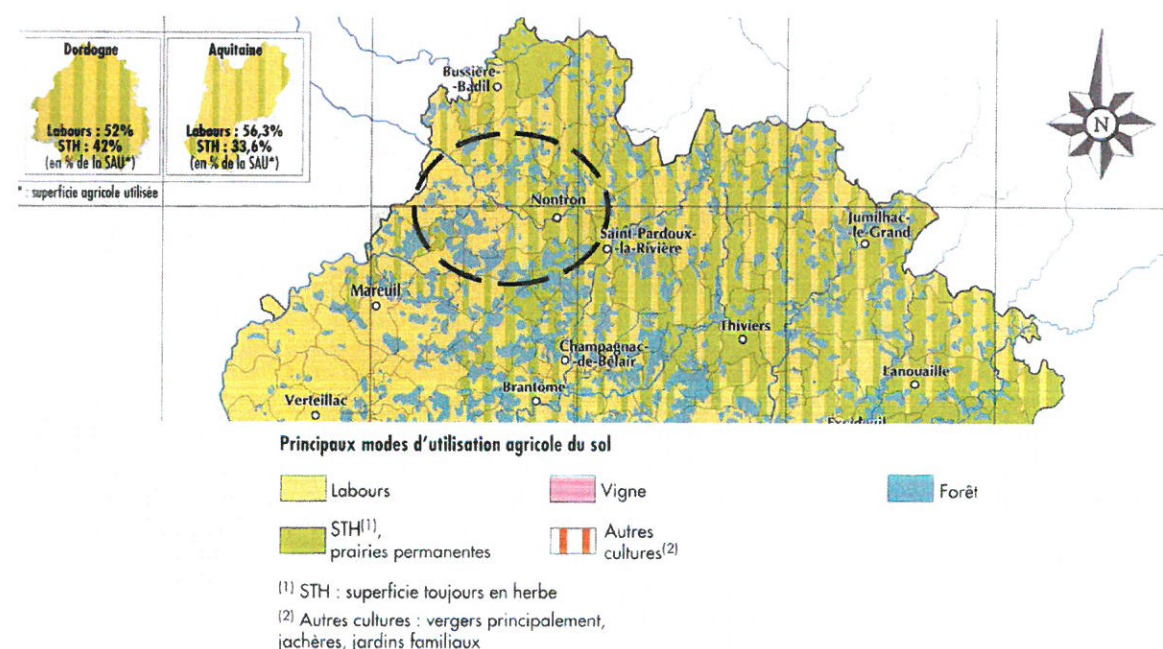 Dordogne
Labours : 52%
STH : 42%
(en % de la SAU*)
Aquitaine
Labours : 56,3%
STH : 33,6%
(en % de la SAU*)
* : superficie agricole utilisée
N
Bussière-
-Badil
Nontron
Saint-Pardoux-
-la-Rivière
Jumilhac-
-le-Grand
Mareuil
Thiviers
Champagnac-
-de-Bélair
Lanouaille
Brantome
Verteillac
Excideuil
Principaux modes d'utilisation agricole du sol
Labours
Vigne
Forêt
STH(1),
prairies permanentes
Autres
cultures(2)
(1) STH : superficie toujours en herbe
(2) Autres cultures : vergers principalement,
jachères, jardins familiaux